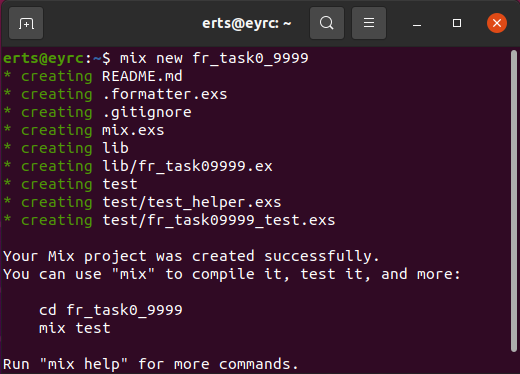 erts@eyrc: ~
erts@eyrc:~$ mix new fr_task0_9999
* creating README.md
* creating .formatter.exs
* creating .gitignore
* creating mix.exs
* creating lib
* creating lib/fr_task09999.ex
* creating test
* creating test/test_helper.exs
* creating test/fr_task09999_test.exs
Your Mix project was created successfully.
You can use "mix" to compile it, test it, and more:
cd fr_task0_9999
mix test
Run "mix help" for more commands.